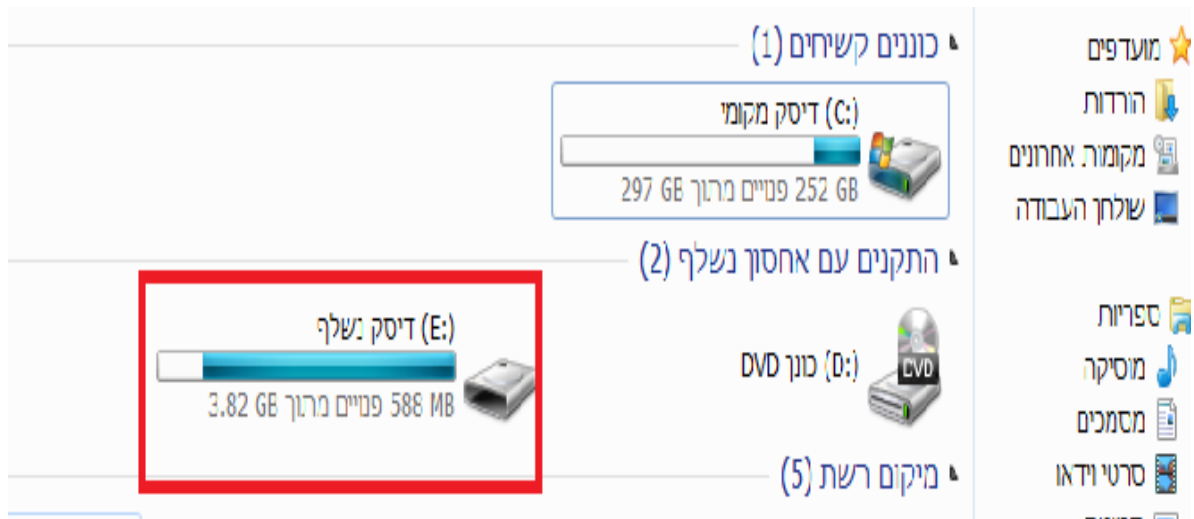 מועדפים
הורדות
מקומות אחרונים
שולחן העבודה
ספריות
מוסיקה
מסמכים
סרטי וידאו
כוננים קשיחים (1)
דיסק מקומי (C:)
252 GB פנויים מתוך 297 GB
התקנים עם אחסון נשלף (2)
כונן DVD (D:)
DVD
דיסק נשלף (E:)
588 MB פנויים מתוך 3.82 GB
מיקום רשת (5)